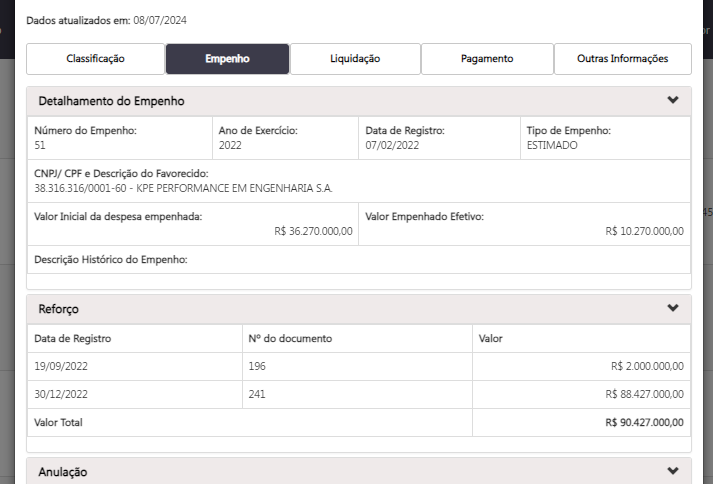 Dados atualizados em: 08/07/2024
Classificação Empenho Liquidação Pagamento Outras Informações
Detalhamento do Empenho
Número do Empenho: Ano de Exercício: Data de Registro: Tipo de Empenho:
51 2022 07/02/2022 ESTIMADO
CNPJ/ CPF e Descrição do Favorecido:
38.316.316/0001-60 - KPE PERFORMANCE EM ENGENHARIA S.A.
Valor Inicial da despesa empenhada: Valor Empenhado Efetivo:
R$ 36.270.000,00 R$ 10.270.000,00
Descrição Histórico do Empenho:
Reforço
Data de Registro Nº do documento Valor
19/09/2022 196 R$ 2.000.000,00
30/12/2022 241 R$ 88.427.000,00
Valor Total R$ 90.427.000,00
Anulação